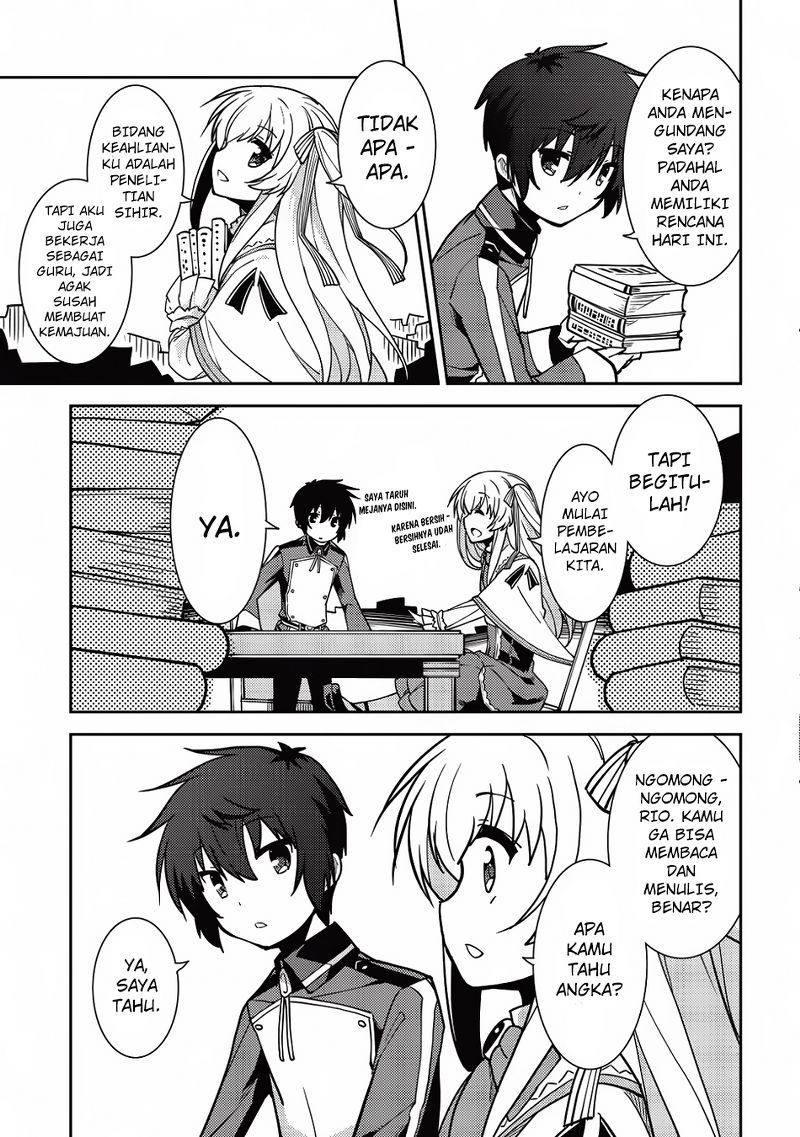 KENAPA
ANDA MEN-
GUNDANG
SAYA?
PADAHAL
ANDA
MEMILIKI
RENCANA
HARI INI.
TIDAK
APA -
APA.
BIDANG
KEAHLIAN-
KU ADALAH
PENELI-
TIAN
SIHIR.
TAPI AKU
JUGA
BEKERJA
SEBAGAI
GURU, JADI
AGAK
SUSAH
MEMBUAT
KEMAJUAN.
TAPI
BEGITU-
LAH!
AYO
MULAI
PEMBE-
LAJARAN
KITA.
KARENA BERSIH -
BERSIHNYA UDAH
SELESAI.
SAYA TARUH
MEJANYA DISINI.
YA.
NGOMONG -
NGOMONG,
RIO. KAMU
GA BISA
MEMBACA
DAN
MENULIS,
BENAR?
APA
KAMU
TAHU
ANGKA?
YA,
SAYA
TAHU.